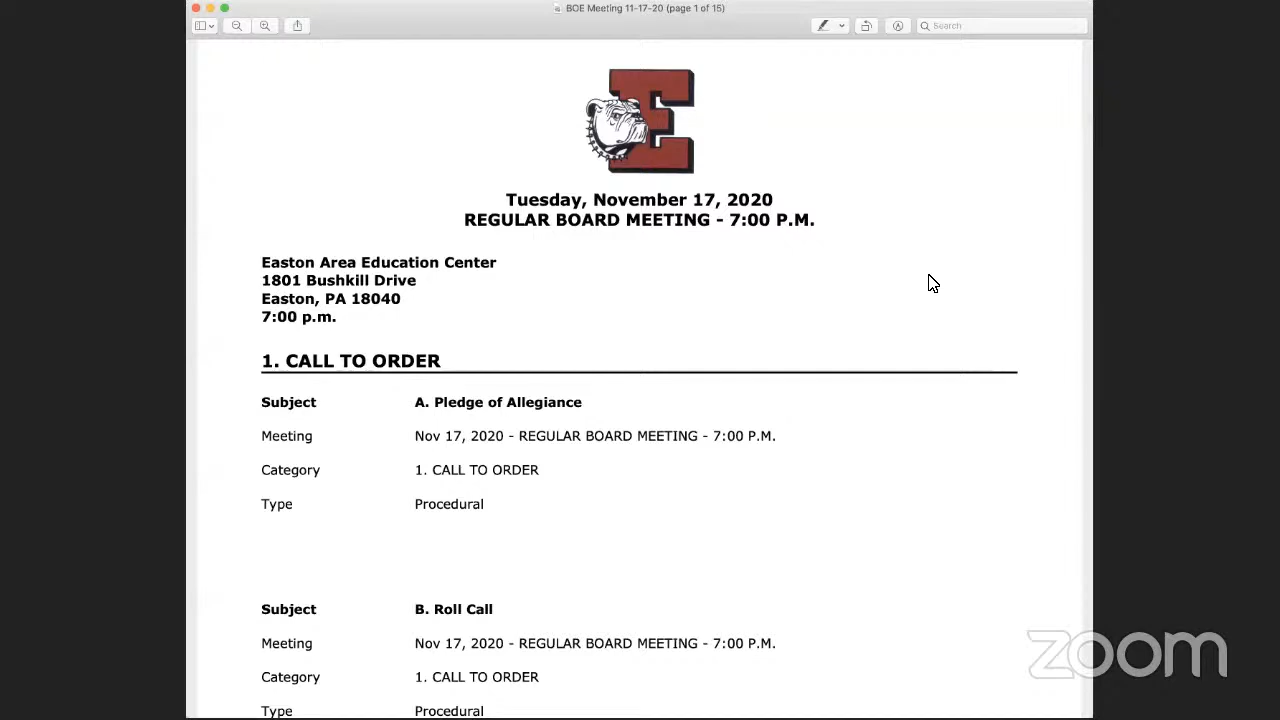 BOE Meeting 11-17-20 (page 1 of 15)
Search
E
Tuesday, November 17, 2020
REGULAR BOARD MEETING - 7:00 P.M.
Easton Area Education Center
1801 Bushkill Drive
Easton, PA 18040
7:00 p.m.
1. CALL TO ORDER
Subject A. Pledge of Allegiance
Meeting Nov 17, 2020 - REGULAR BOARD MEETING - 7:00 P.M.
Category 1. CALL TO ORDER
Type Procedural
Subject B. Roll Call
Meeting Nov 17, 2020 - REGULAR BOARD MEETING - 7:00 P.M.
Category 1. CALL TO ORDER
Type Procedural
zoom